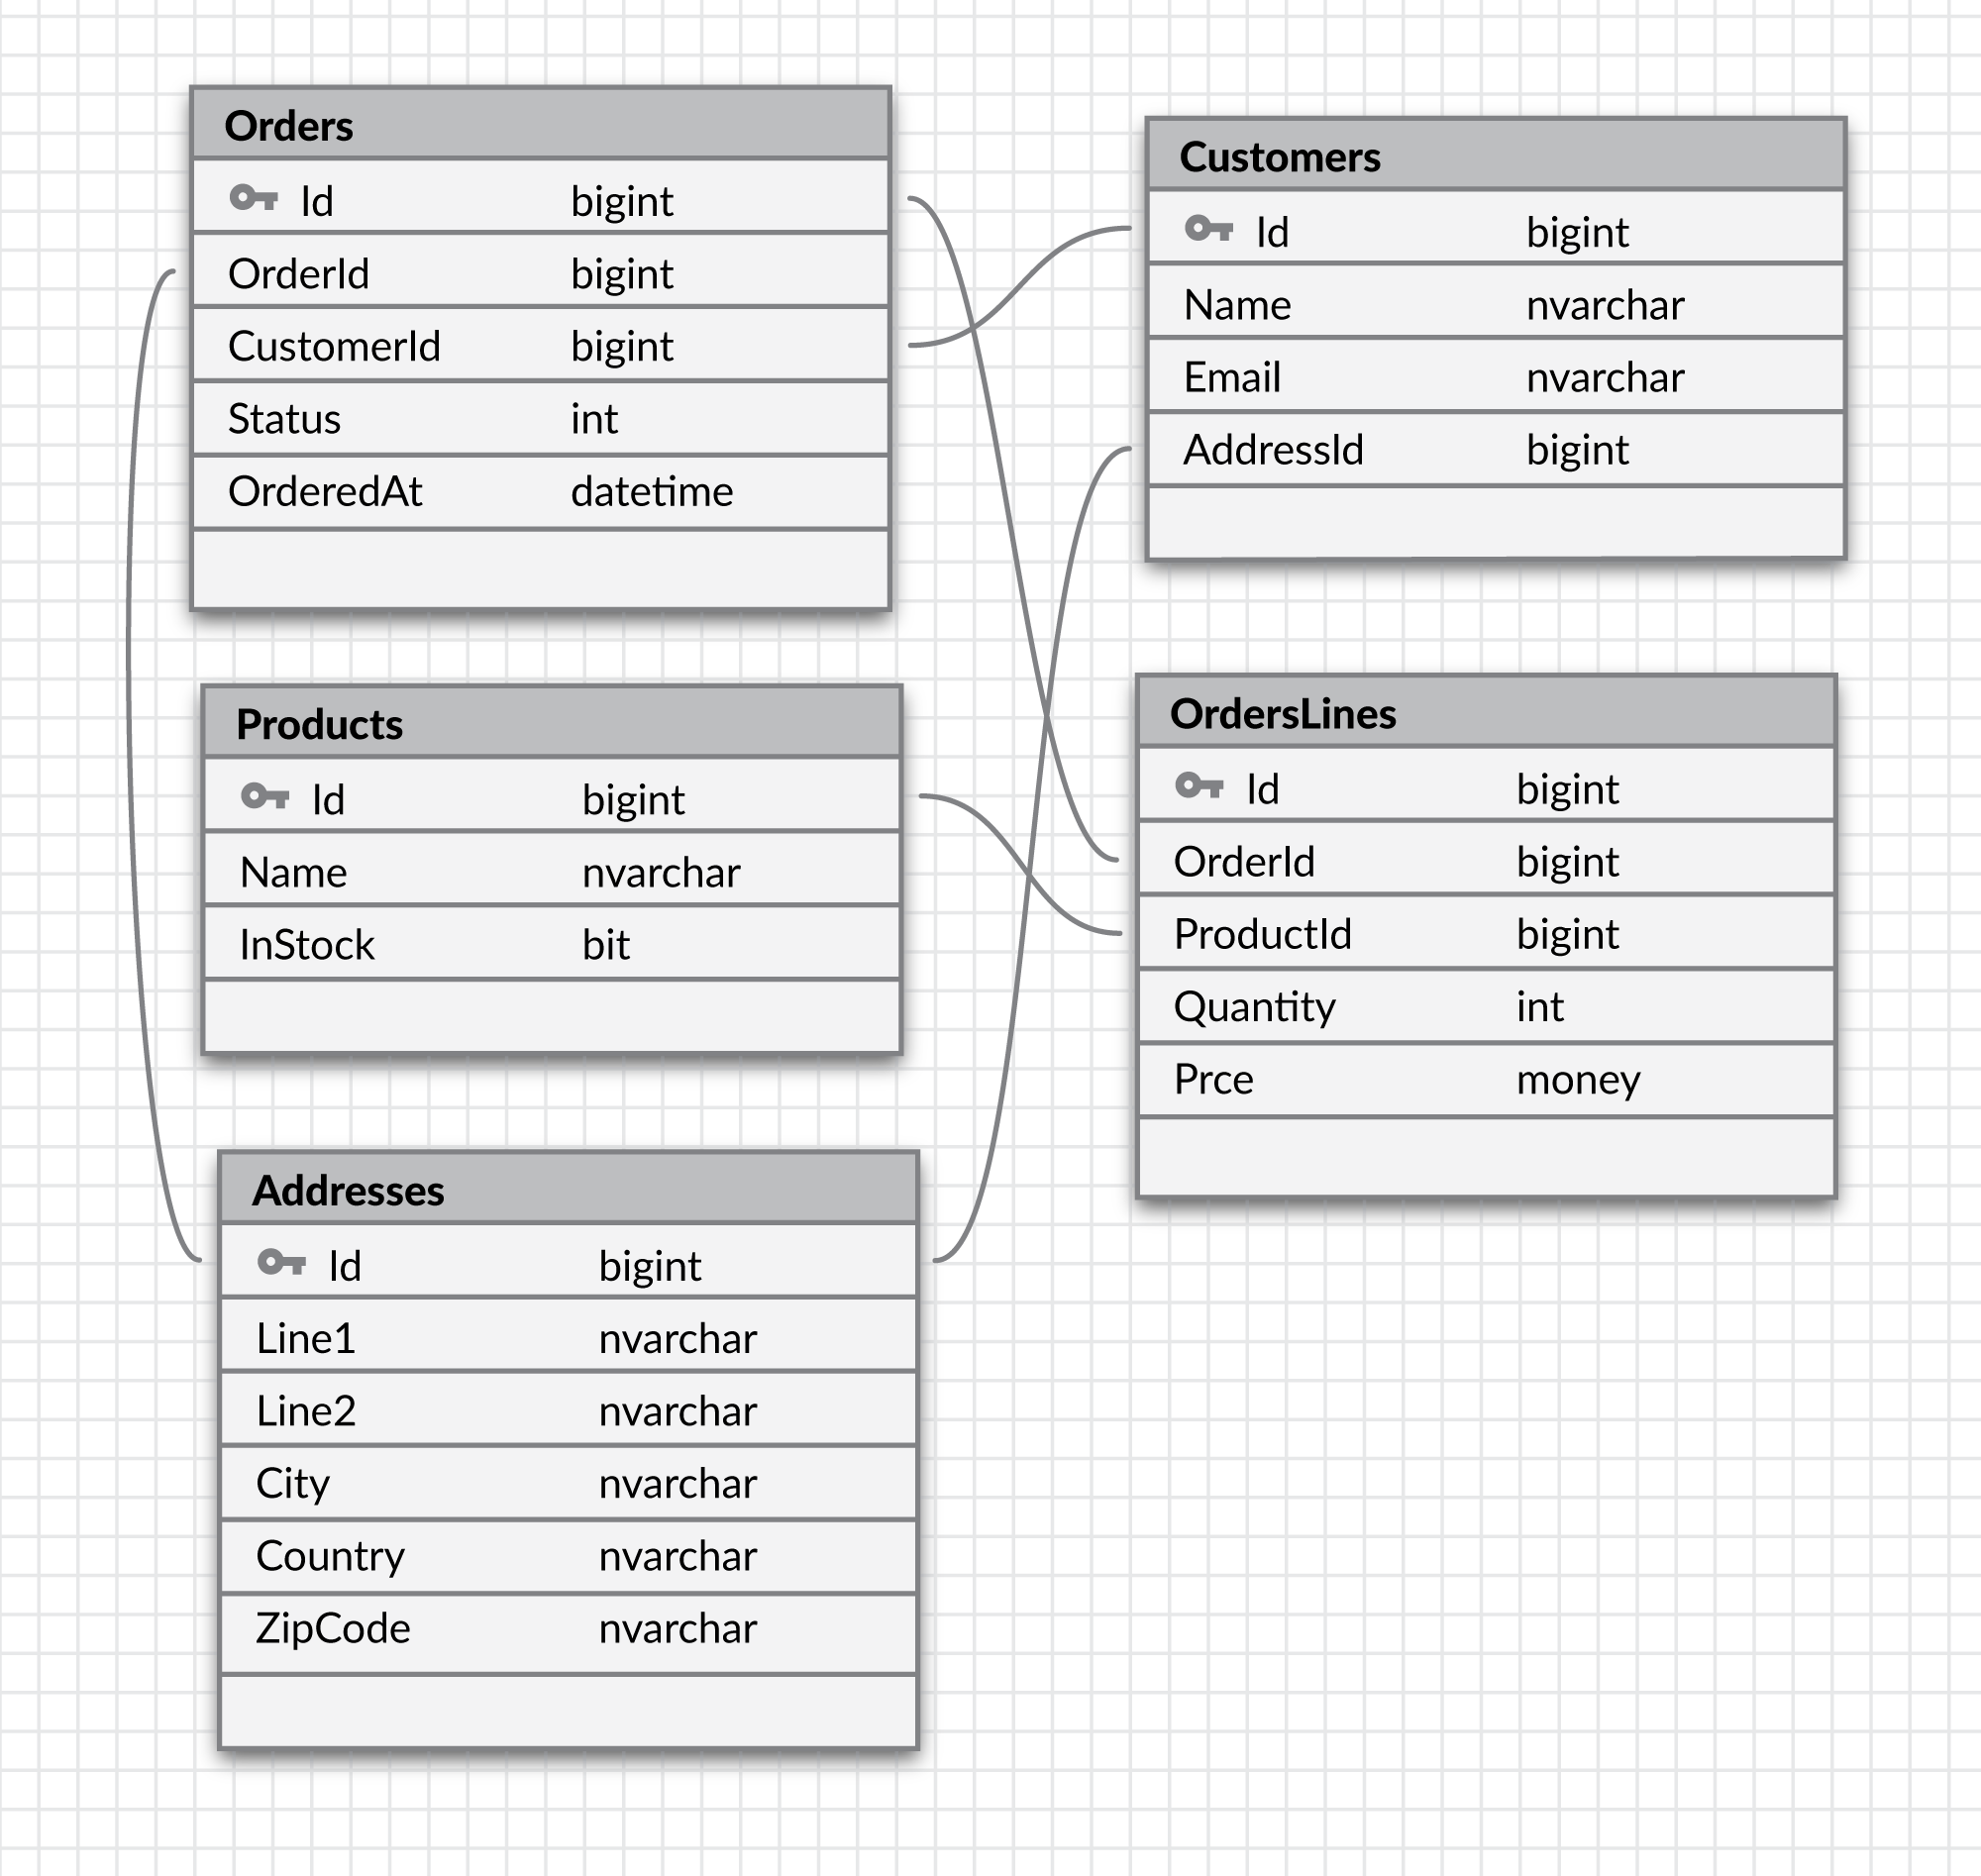 Orders
Id bigint
OrderId bigint
CustomerId bigint
Status int
OrderedAt datetime
Customers
Id bigint
Name nvarchar
Email nvarchar
AddressId bigint
Products
Id bigint
Name nvarchar
InStock bit
OrdersLines
Id bigint
OrderId bigint
ProductId bigint
Quantity int
Prce money
Addresses
Id bigint
Line1 nvarchar
Line2 nvarchar
City nvarchar
Country nvarchar
ZipCode nvarchar